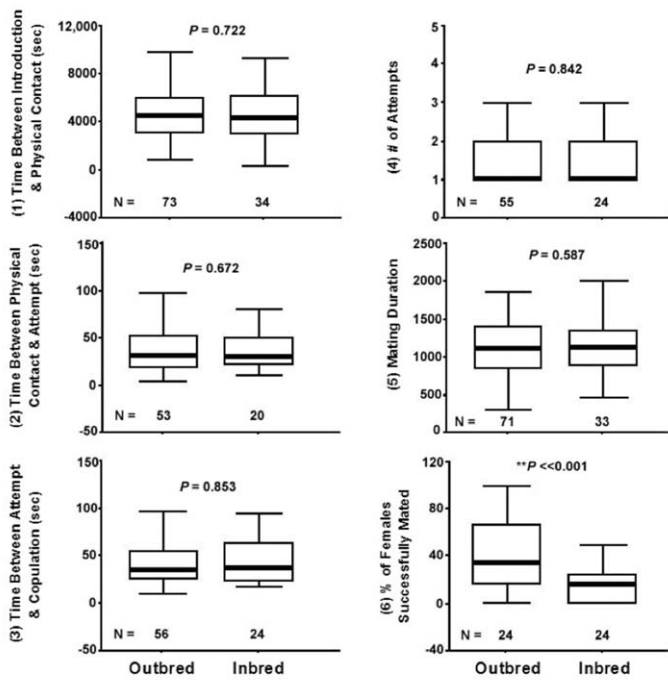 (1) Time Between Introduction
& Physical Contact (sec)
12,000
8000
4000
0
-4000
P = 0.722
N = 73 34
(4) # of Attempts
5
4
3
2
1
0
P = 0.842
55 24
(2) Time Between Physical
Contact & Attempt (sec)
150
100
50
0
-50
P = 0.672
N = 53 20
(5) Mating Duration
2500
2000
1500
1000
500
0
P = 0.587
71 33
(3) Time Between Attempt
& Copulation (sec)
150
100
50
0
-50
P = 0.853
N = 56 24
Outbred Inbred
(6) % of Females
Successfully Mated
120
80
40
0
-40
**P <<0.001
N = 24 24
Outbred Inbred